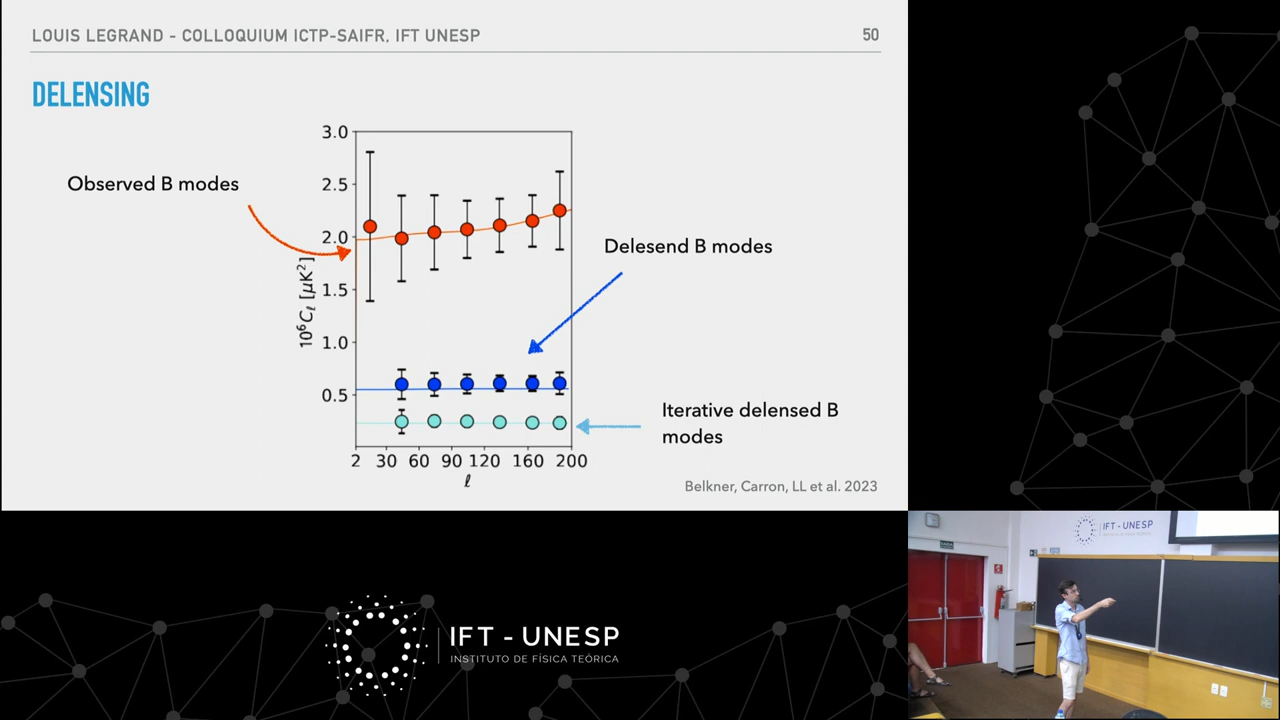 LOUIS LEGRAND - COLLOQUIUM ICTP-SAIFR, IFT UNESP
50
DELENSING
Observed B modes
Delesend B modes
Iterative delensed B
modes
3.0
2.5
2.0
1.5
1.0
0.5
10⁶Cℓ [μK²]
2 30 60 90 120 160 200
ℓ
Belkner, Carron, LL et al. 2023
IFT - UNESP
INSTITUTO DE FÍSICA TEÓRICA
IFT - UNESP